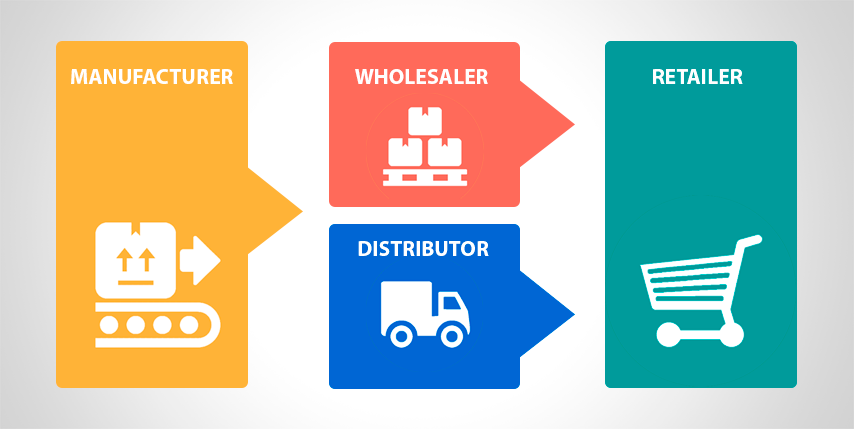 MANUFACTURER
WHOLESALER
DISTRIBUTOR
RETAILER